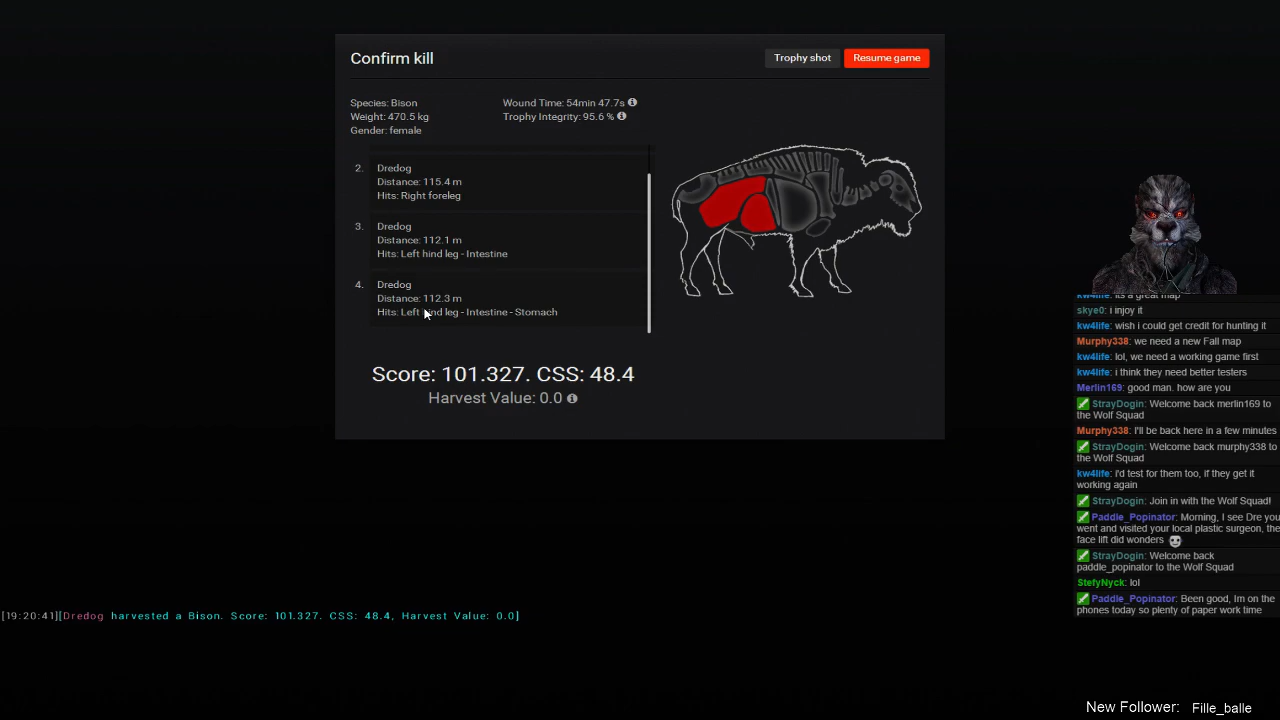 Confirm kill
Trophy shot
Resume game
Species: Bison
Weight: 470.5 kg
Gender: female
Wound Time: 54min 47.7s
Trophy Integrity: 95.6 %
2.
Dredog
Distance: 115.4 m
Hits: Right foreleg
3.
Dredog
Distance: 112.1 m
Hits: Left hind leg - Intestine
4.
Dredog
Distance: 112.3 m
Hits: Left hind leg - Intestine - Stomach
Score: 101.327. CSS: 48.4
Harvest Value: 0.0
[19:20:41][Dredog harvested a Bison. Score: 101.327. CSS: 48.4, Harvest Value: 0.0]
kw4life: its a great map
skye0: i injoy it
kw4life: wish i could get credit for hunting it
Murphy338: we need a new Fall map
kw4life: lol, we need a working game first
kw4life: i think they need better testers
Merlin169: good man. how are you
StrayDogin: Welcome back merlin169 to
the Wolf Squad
Murphy338: I'll be back here in a few minutes
StrayDogin: Welcome back murphy338 to
the Wolf Squad
kw4life: i'd test for them too, if they get it
working again
StrayDogin: Join in with the Wolf Squad!
Paddle_Popinator: Morning, I see Dre you
went and visited your local plastic surgeon, the
face lift did wonders
StrayDogin: Welcome back
paddle_popinator to the Wolf Squad
StefyNyck: lol
Paddle_Popinator: Been good, Im on the
phones today so plenty of paper work time
New Follower: Fille_balle